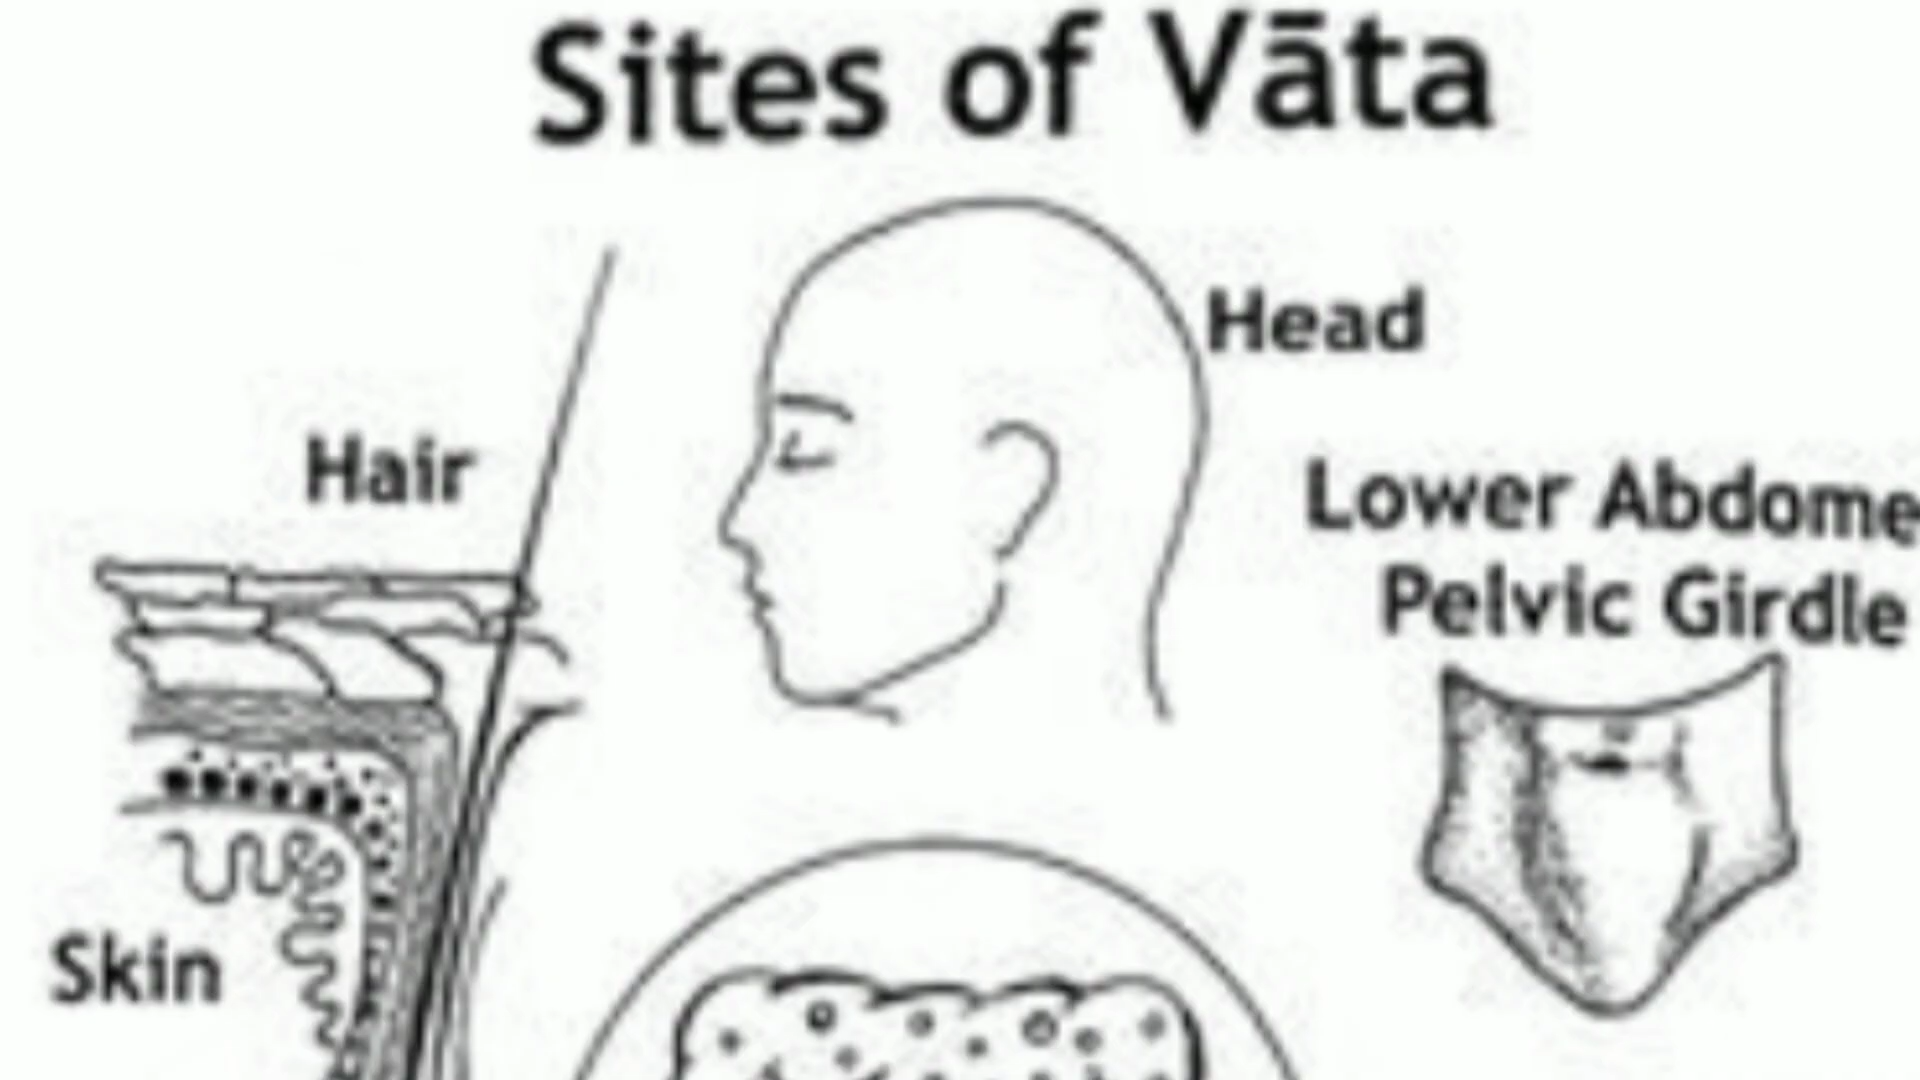 Sites of Vāta
Head
Hair
Lower Abdome
Pelvic Girdle
Skin